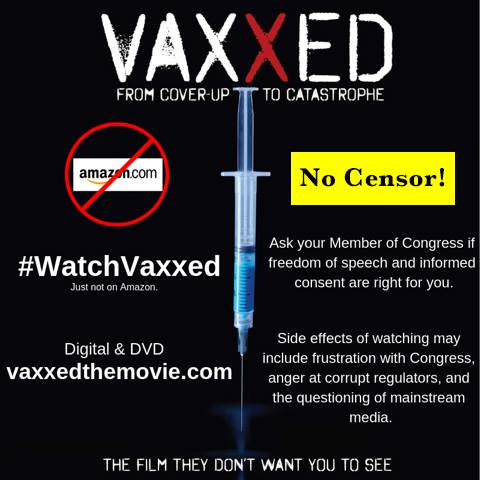 VAXXED
FROM COVER-UP TO CATASTROPHE
amazon.com
No Censor!
#WatchVaxxed
Just not on Amazon.
Ask your Member of Congress if
freedom of speech and informed
consent are right for you.
Digital & DVD
vaxxedthemovie.com
Side effects of watching may
include frustration with Congress,
anger at corrupt regulators, and
the questioning of mainstream
media.
THE FILM THEY DON'T WANT YOU TO SEE